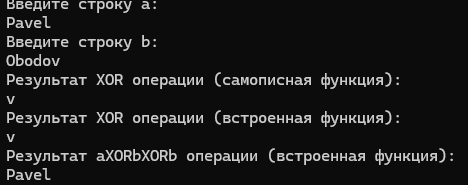 Введите строку a:
Pavel
Введите строку b:
Obodov
Результат XOR операции (самописная функция):
v
Результат XOR операции (встроенная функция):
v
Результат aXORbXORb операции (встроенная функция):
Pavel